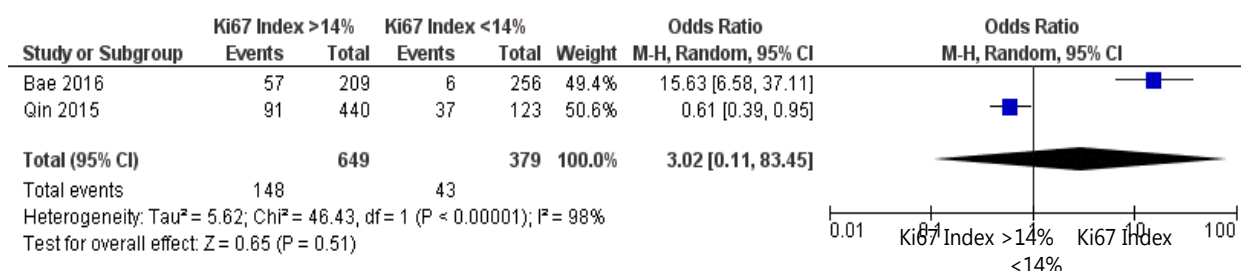 Ki67 Index >14% Ki67 Index <14% Odds Ratio Odds Ratio
Study or Subgroup Events Total Events Total Weight M-H, Random, 95% CI M-H, Random, 95% CI
Bae 2016 57 209 6 256 49.4% 15.63 [6.58, 37.11]
Qin 2015 91 440 37 123 50.6% 0.61 [0.39, 0.95]
Total (95% CI) 649 379 100.0% 3.02 [0.11, 83.45]
Total events 148 43
Heterogeneity: Tau² = 5.62; Chi² = 46.43, df = 1 (P < 0.00001); I² = 98%
Test for overall effect: Z = 0.65 (P = 0.51)
0.01 0.1 1 10 100
Ki67 Index >14% Ki67 Index
<14%